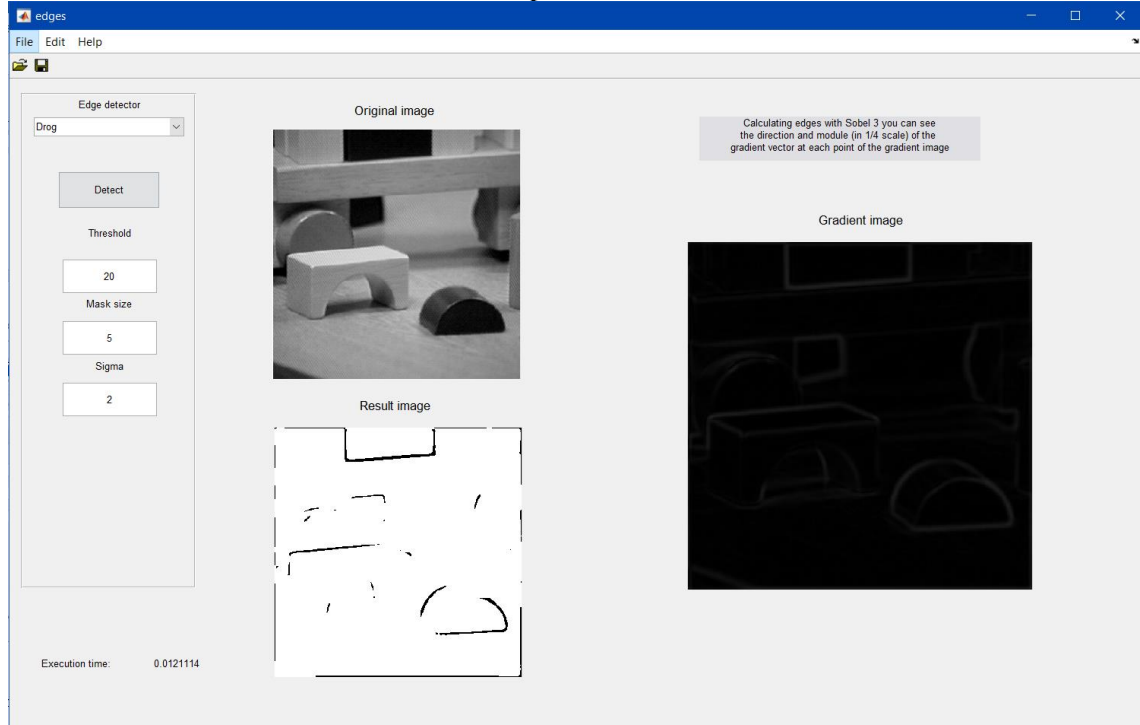 edges
File Edit Help
Edge detector
Drog
Detect
Threshold
20
Mask size
5
Sigma
2
Execution time: 0.0121114
Original image
Result image
Calculating edges with Sobel 3 you can see
the direction and module (in 1/4 scale) of the
gradient vector at each point of the gradient image
Gradient image